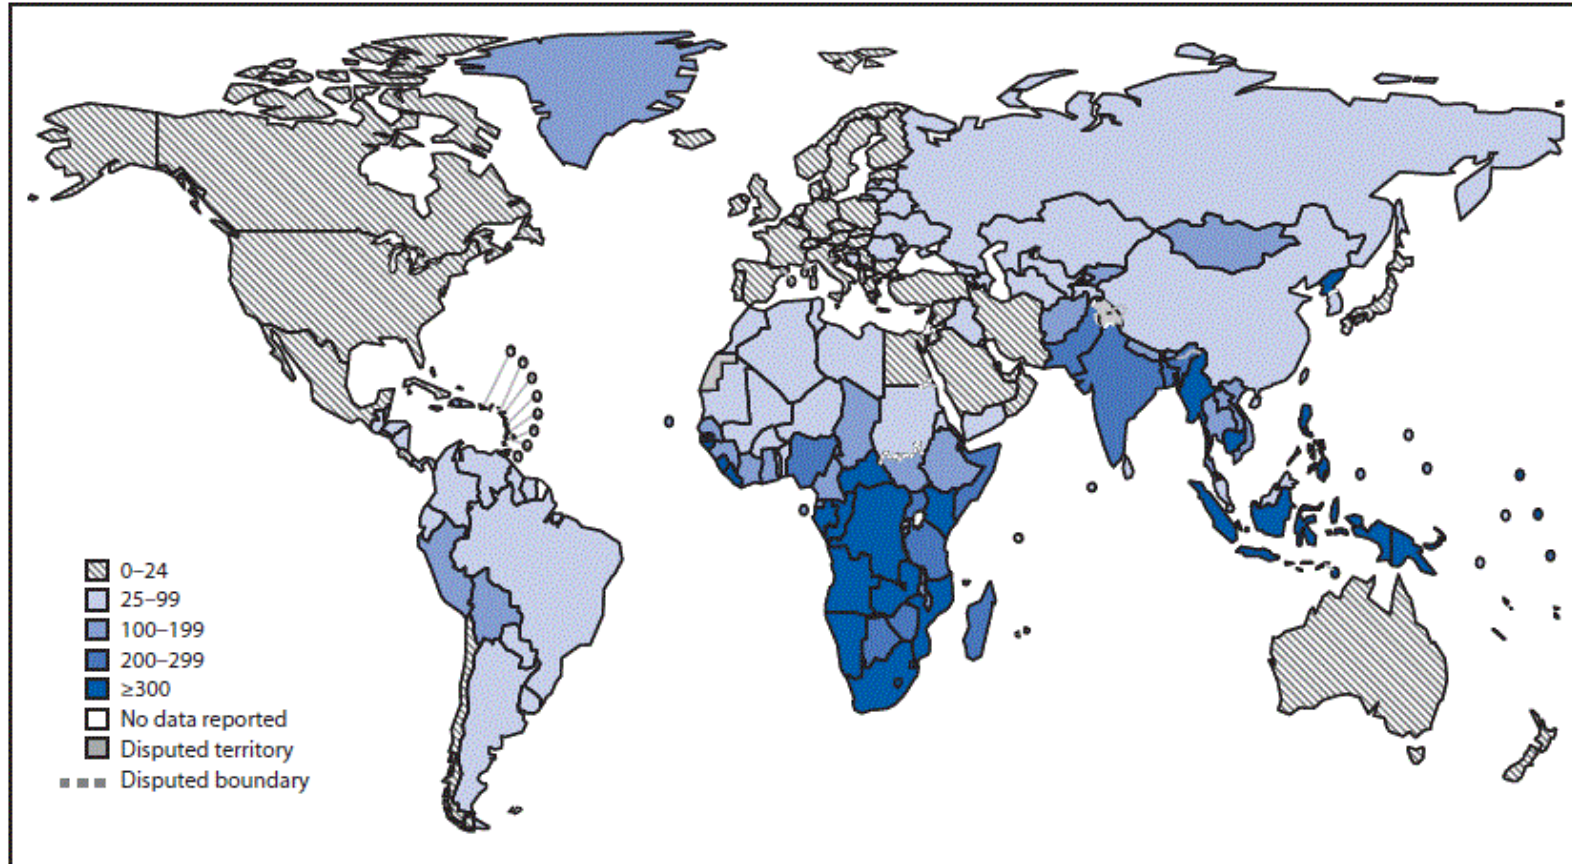 0–24
25–99
100–199
200–299
≥300
No data reported
Disputed territory
Disputed boundary